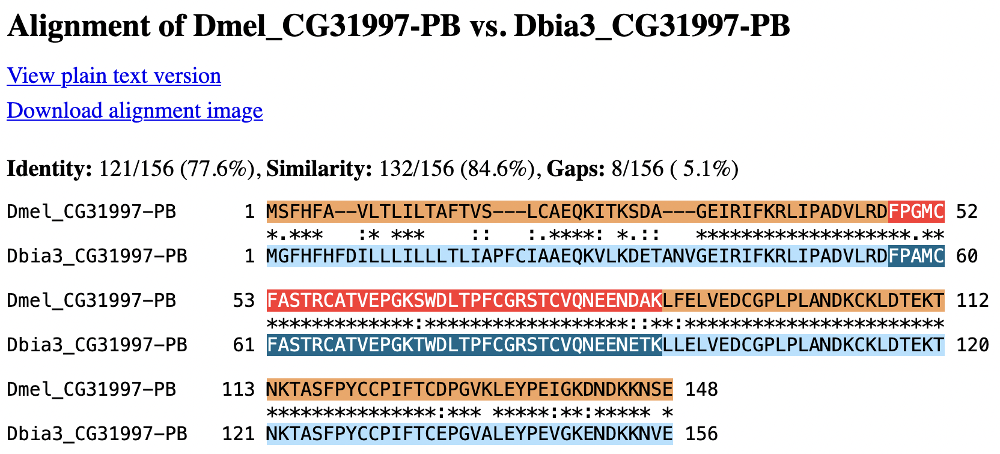 Alignment of Dmel_CG31997-PB vs. Dbia3_CG31997-PB
View plain text version
Download alignment image
Identity: 121/156 (77.6%), Similarity: 132/156 (84.6%), Gaps: 8/156 ( 5.1%)
Dmel_CG31997-PB 1 MSFHFA--VLTLILTAFTVS---LCAEQKITKSDA---GEIRIFKRLIPADVLRDFPGMC 52
*.***   :* ***    ::   :.****: *.::   *******************.**
Dbia3_CG31997-PB 1 MGFHFHFDILLLILLLTLIAPFCIAAEQKVLKDETANVGEIRIFKRLIPADVLRDFPAMC 60
Dmel_CG31997-PB 53 FASTRCATVEPGKSWDLTPFCGRSTCVQNEENDAKLFELVEDCGPLPLANDKCKLDTEKT 112
*************:******************::**:***********************
Dbia3_CG31997-PB 61 FASTRCATVEPGKTWDLTPFCGRSTCVQNEENETKLLELVEDCGPLPLANDKCKLDTEKT 120
Dmel_CG31997-PB 113 NKTASFPYCCPIFTCDPGVKLEYPEIGKDNDKKNSE 148
***************:*** *****:**:***** *
Dbia3_CG31997-PB 121 NKTASFPYCCPIFTCEPGVALEYPEVGKENDKKNVE 156